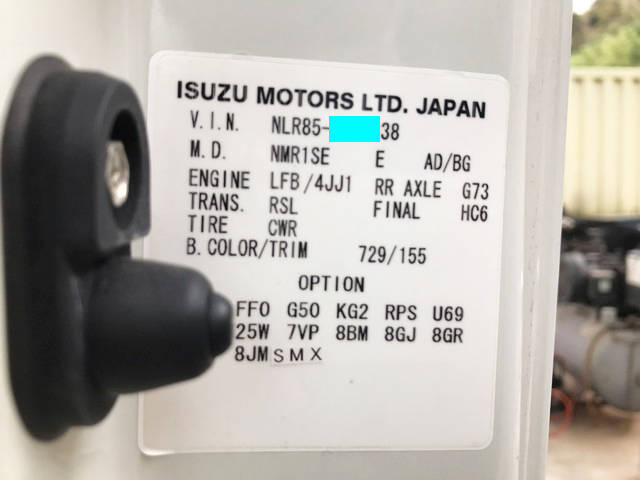 ISUZU MOTORS LTD. JAPAN
V.I.N. NLR85- 38
M.D. NMR1SE E AD/BG
ENGINE LFB/4JJ1 RR AXLE G73
TRANS. RSL FINAL HC6
TIRE CWR
B. COLOR/TRIM 729/155
OPTION
FFO G50 KG2 RPS U69
25W 7VP 8BM 8GJ 8GR
8JM SMX